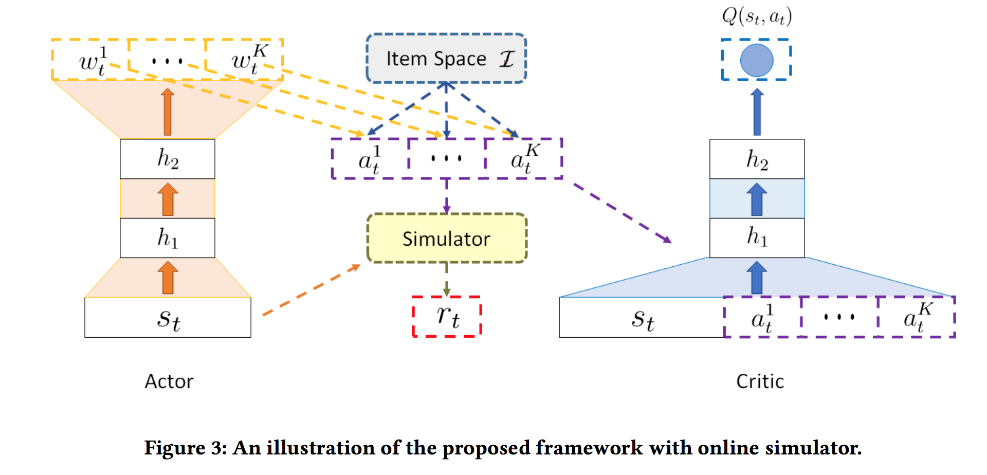 Q(s_t, a_t)
w_t^1 ... w_t^K
Item Space 𝓘
h_2
a_t^1 ... a_t^K
h_2
h_1
Simulator
h_1
s_t
r_t
s_t a_t^1 ... a_t^K
Actor
Critic
Figure 3: An illustration of the proposed framework with online simulator.